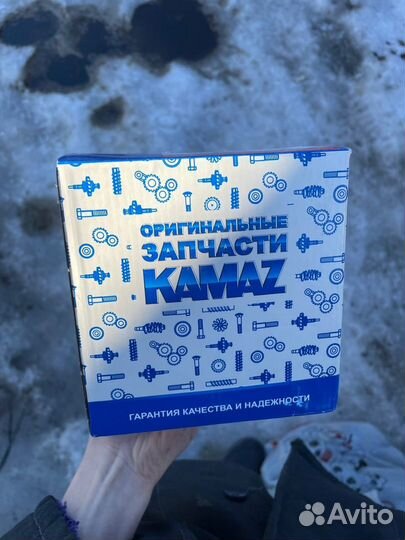 ОРИГИНАЛЬНЫЕ
ЗАПЧАСТИ
KAMAZ
ГАРАНТИЯ КАЧЕСТВА И НАДЕЖНОСТИ
Avito